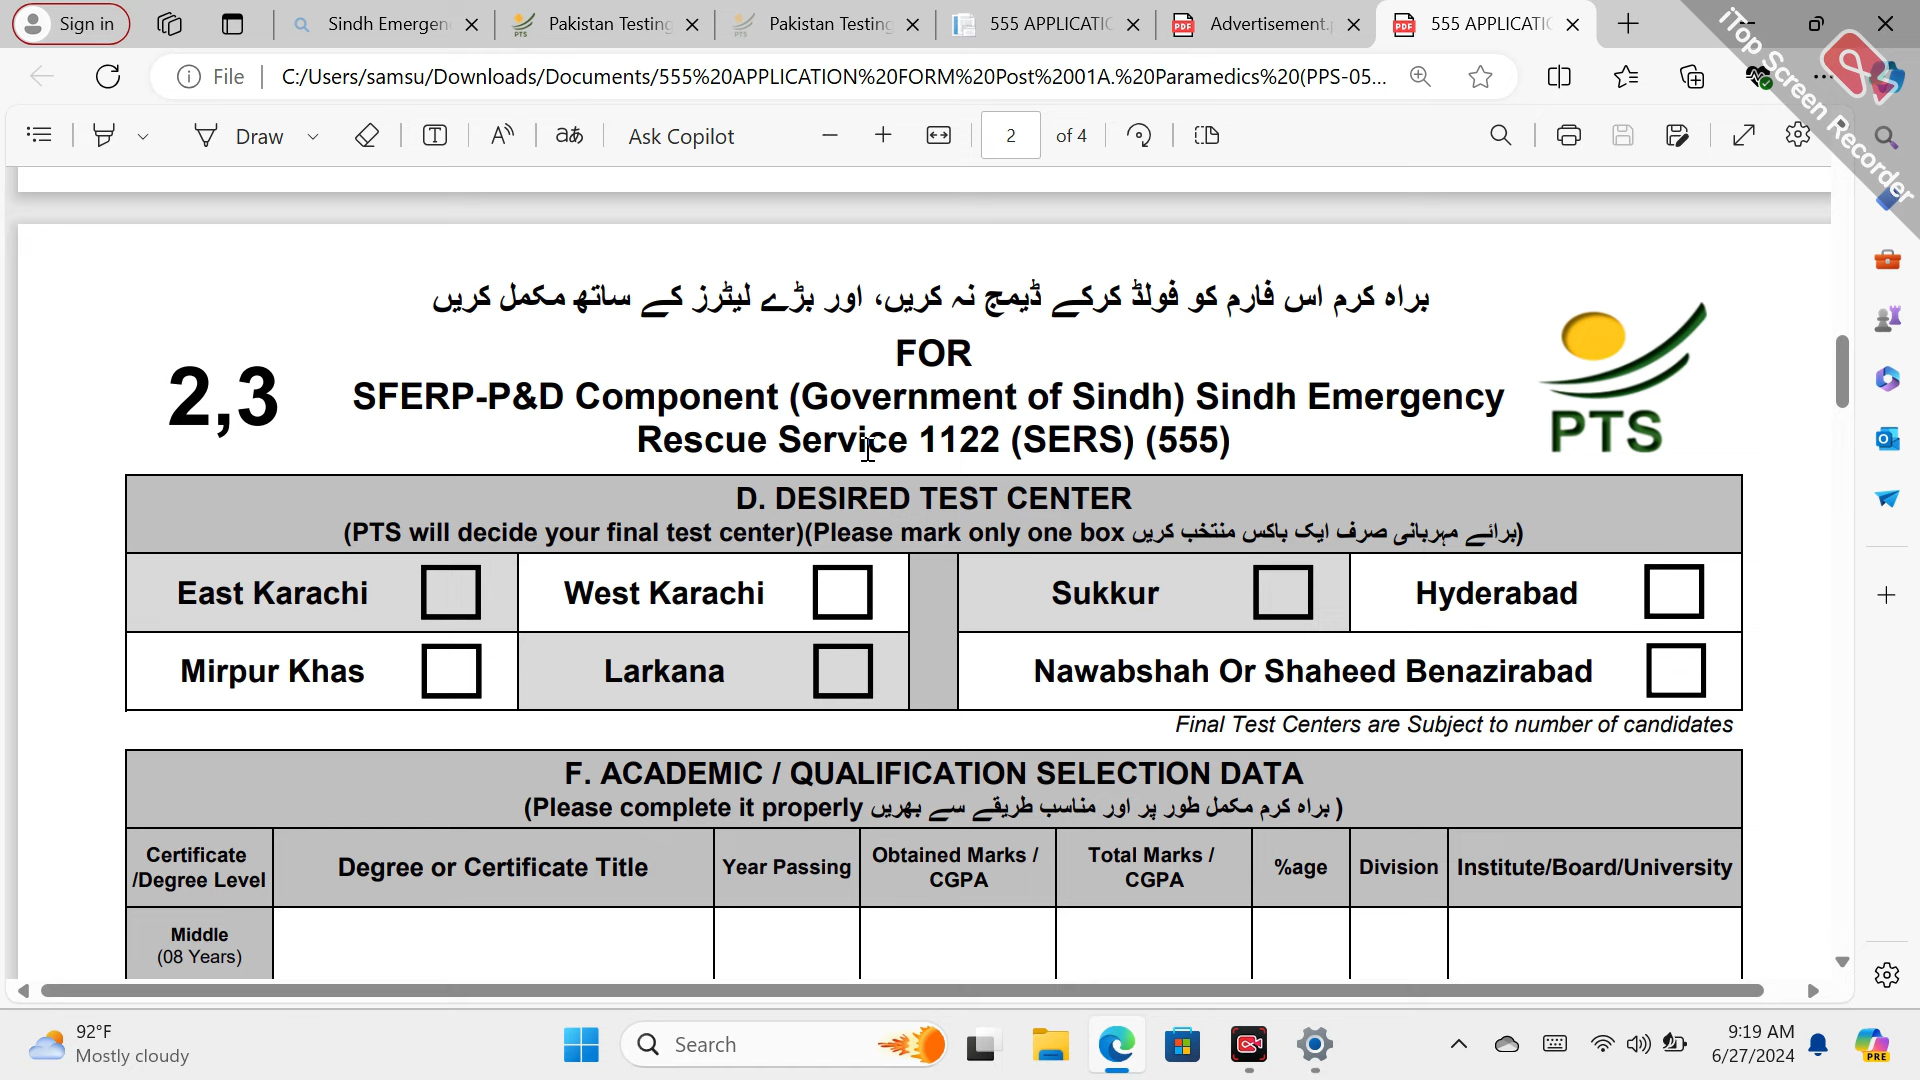 Sign in
Sindh Emergen
Pakistan Testing
Pakistan Testing
555 APPLICATIO
Advertisement.p
555 APPLICATIO
File
C:/Users/samsu/Downloads/Documents/555%20APPLICATION%20FORM%20Post%2001A.%20Paramedics%20(PPS-05...
Draw
aあ
Ask Copilot
2
of 4
iTop Screen Recorder
براہ کرم اس فارم کو فولڈ کرکے ڈیمج نہ کریں، اور بڑے لیٹرز کے ساتھ مکمل کریں
FOR
2,3
SFERP-P&D Component (Government of Sindh) Sindh Emergency
Rescue Service 1122 (SERS) (555)
PTS
D. DESIRED TEST CENTER
(PTS will decide your final test center)(Please mark only one box برائے مہربانی صرف ایک باکس منتخب کریں)
East Karachi
West Karachi
Sukkur
Hyderabad
Mirpur Khas
Larkana
Nawabshah Or Shaheed Benazirabad
Final Test Centers are Subject to number of candidates
F. ACADEMIC / QUALIFICATION SELECTION DATA
(Please complete it properly براہ کرم مکمل طور پر اور مناسب طریقے سے بھریں )
Certificate
/Degree Level
Degree or Certificate Title
Year Passing
Obtained Marks /
CGPA
Total Marks /
CGPA
%age
Division
Institute/Board/University
Middle
(08 Years)
92°F
Mostly cloudy
Search
9:19 AM
6/27/2024
PRE